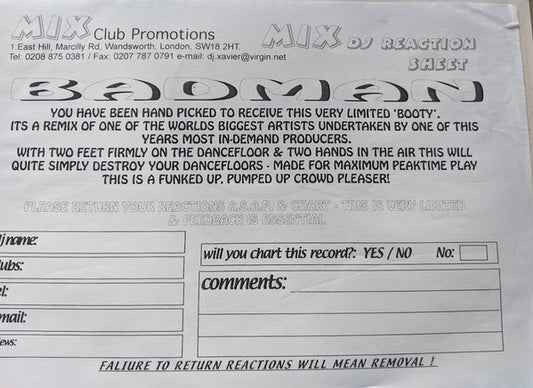 MIX Club Promotions
1 East Hill, Marcilly Rd, Wandsworth, London, SW18 2HT.
Tel: 0208 875 0381 / Fax: 0207 787 0791 e-mail: dj.xavier@virgin.net
MIX DJ REACTION
SHEET
BADMAN
YOU HAVE BEEN HAND PICKED TO RECEIVE THIS VERY LIMITED 'BOOTY'.
ITS A REMIX OF ONE OF THE WORLDS BIGGEST ARTISTS UNDERTAKEN BY ONE OF THIS
YEARS MOST IN-DEMAND PRODUCERS.
WITH TWO FEET FIRMLY ON THE DANCEFLOOR & TWO HANDS IN THE AIR THIS WILL
QUITE SIMPLY DESTROY YOUR DANCEFLOORS - MADE FOR MAXIMUM PEAKTIME PLAY
THIS IS A FUNKED UP, PUMPED UP CROWD PLEASER!
PLEASE RETURN YOUR REACTIONS A.S.A.P. & CHART - THIS IS VERY LIMITED
& FEEDBACK IS ESSENTIAL
j name:
lubs:
el:
mail:
iews:
will you chart this record?: YES / NO No:
comments:
FALIURE TO RETURN REACTIONS WILL MEAN REMOVAL !